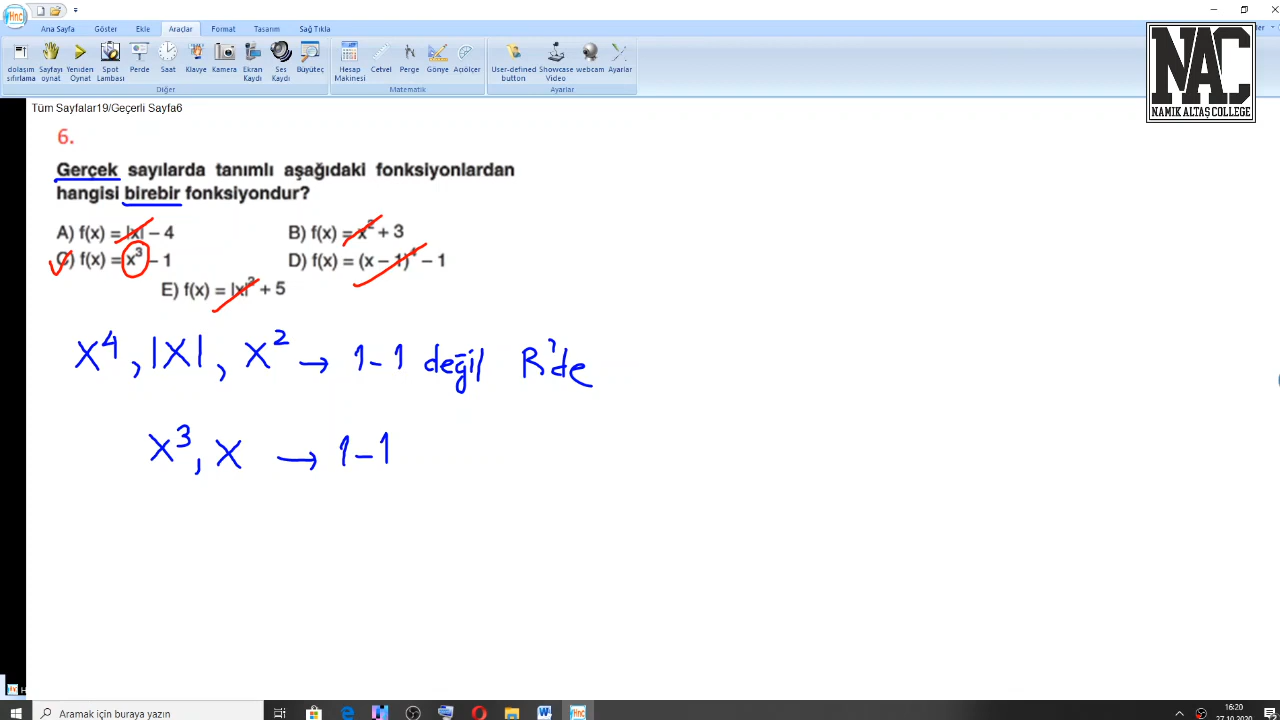 Ana Sayfa Göster Ekle Araçlar Format Tasarım Sağ Tıkla
dolaşım sıfırlama Sayfayı oynat Yeniden Oynat Spot Lambası Perde Saat Klavye Kamera Ekran Kaydı Ses Kaydı Büyüteç Hesap Makinesi Cetvel Perge Gönye Açıölçer User-defined button Showcase Video webcam Ayarlar
Diğer Matematik Ayarlar
NAC
NAMIK ALTAŞ COLLEGE
Tüm Sayfalar19/Geçerli Sayfa6
6.
Gerçek sayılarda tanımlı aşağıdaki fonksiyonlardan
hangisi birebir fonksiyondur?
A) f(x) = |x| – 4 B) f(x) = x² + 3
C) f(x) = x³ – 1 D) f(x) = (x – 1)⁴ – 1
E) f(x) = |x|² + 5
x⁴, |x|, x² → 1-1 değil R'de
x³, x → 1-1
Aramak için buraya yazın
16:20
27.10.2020